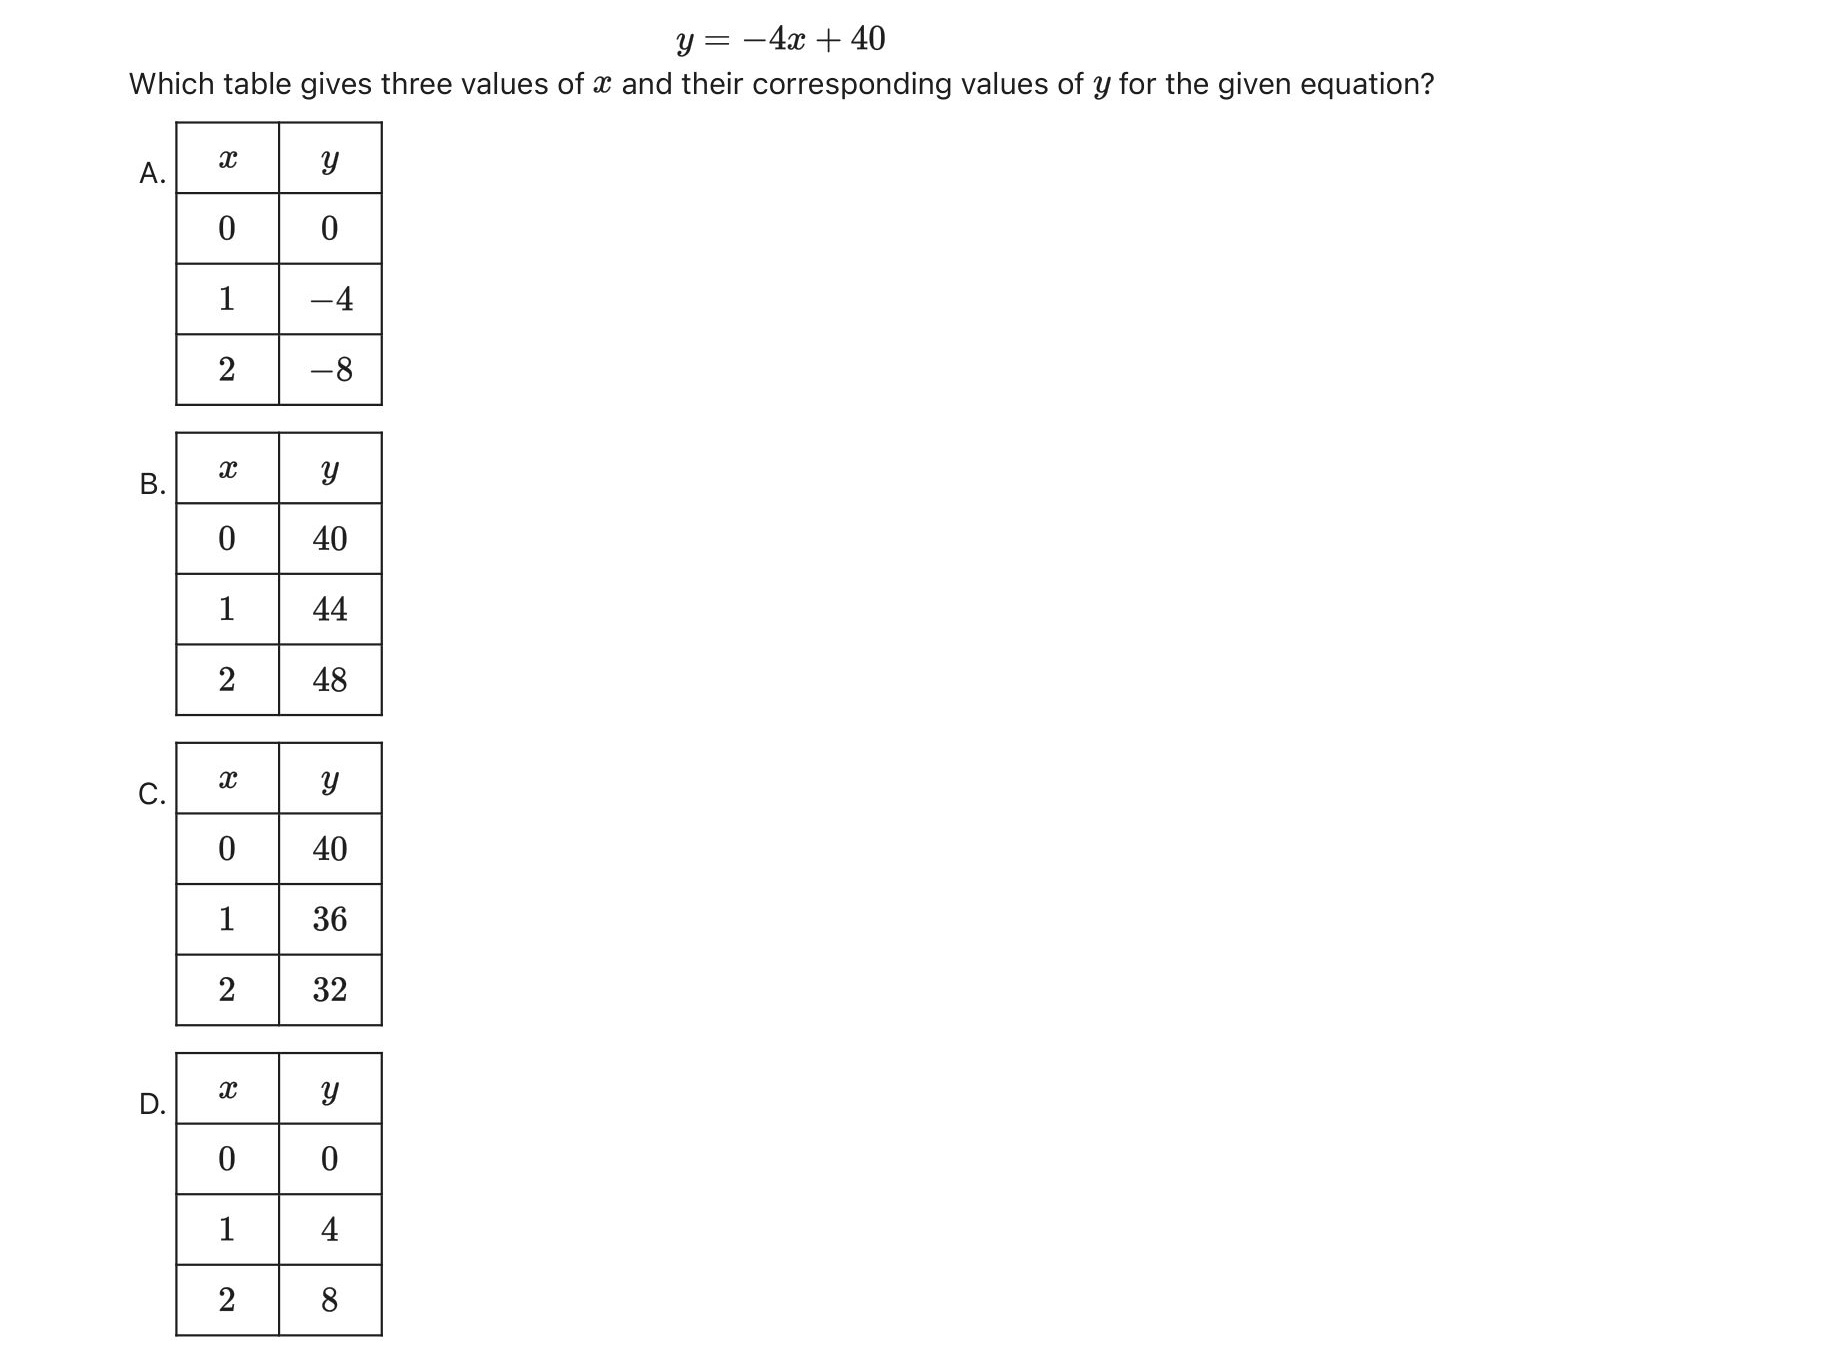 y = −4x + 40
Which table gives three values of x and their corresponding values of y for the given equation?
A.
x y
0 0
1 −4
2 −8
B.
x y
0 40
1 44
2 48
C.
x y
0 40
1 36
2 32
D.
x y
0 0
1 4
2 8